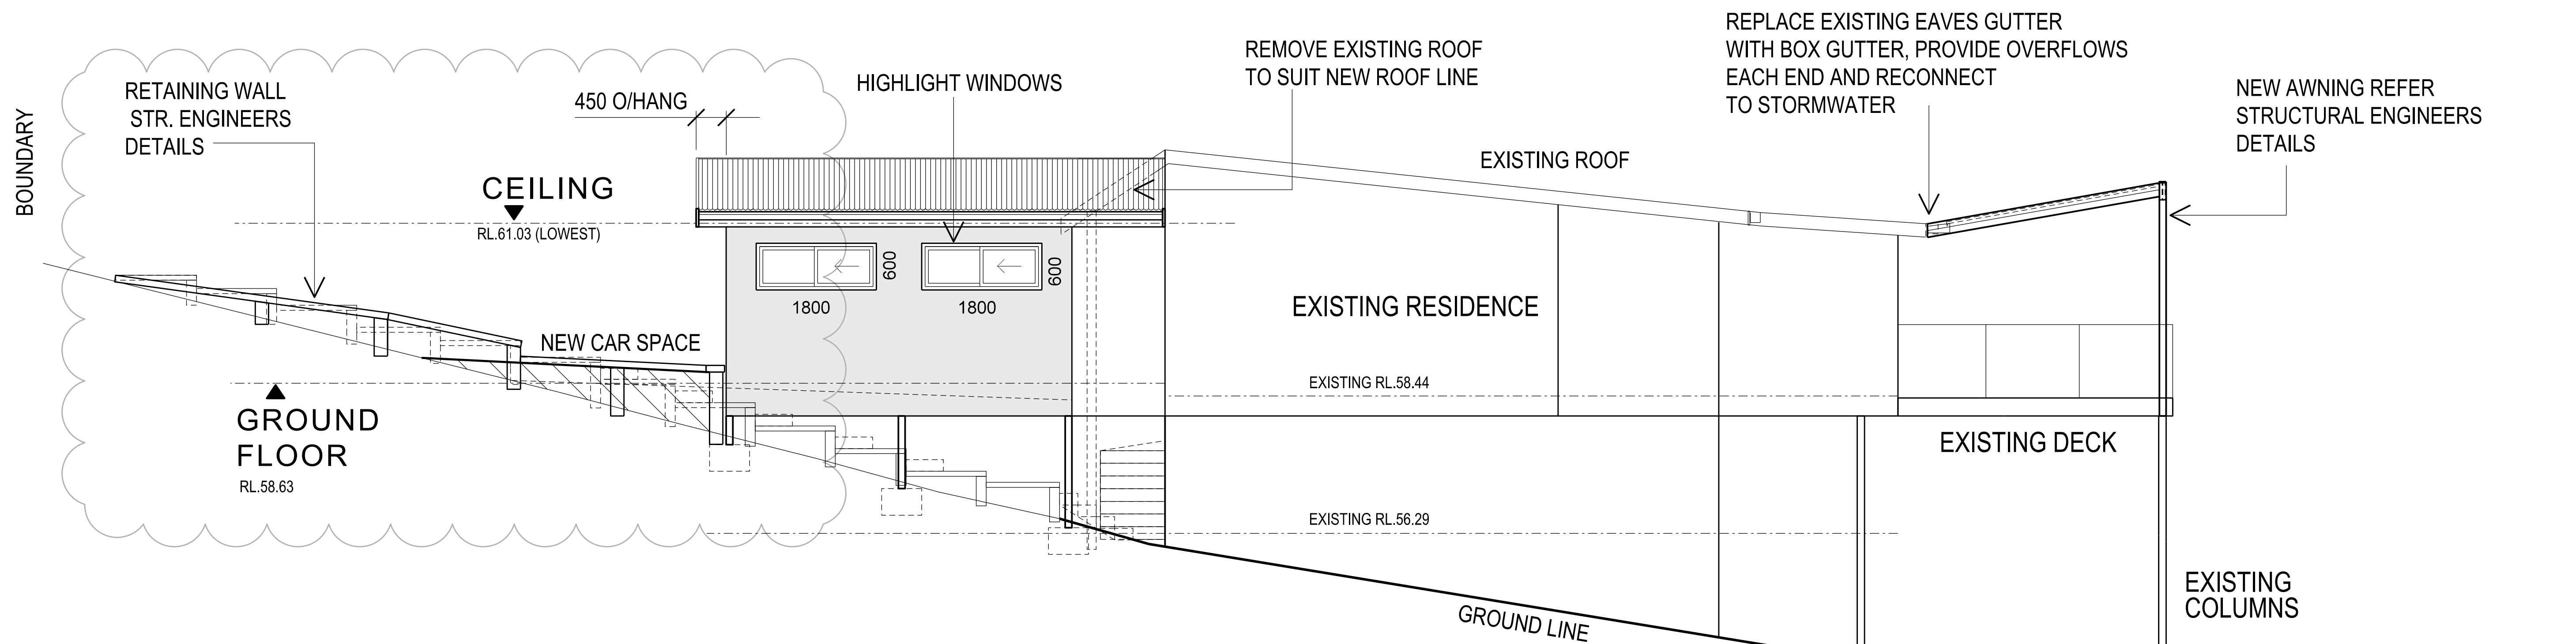 BOUNDARY
RETAINING WALL
STR. ENGINEERS
DETAILS
450 O/HANG
HIGHLIGHT WINDOWS
REMOVE EXISTING ROOF
TO SUIT NEW ROOF LINE
REPLACE EXISTING EAVES GUTTER
WITH BOX GUTTER, PROVIDE OVERFLOWS
EACH END AND RECONNECT
TO STORMWATER
NEW AWNING REFER
STRUCTURAL ENGINEERS
DETAILS
EXISTING ROOF
CEILING
RL.61.03 (LOWEST)
600
1800
600
1800
EXISTING RESIDENCE
NEW CAR SPACE
EXISTING RL.58.44
GROUND
FLOOR
RL.58.63
EXISTING DECK
EXISTING RL.56.29
EXISTING
COLUMNS
GROUND LINE